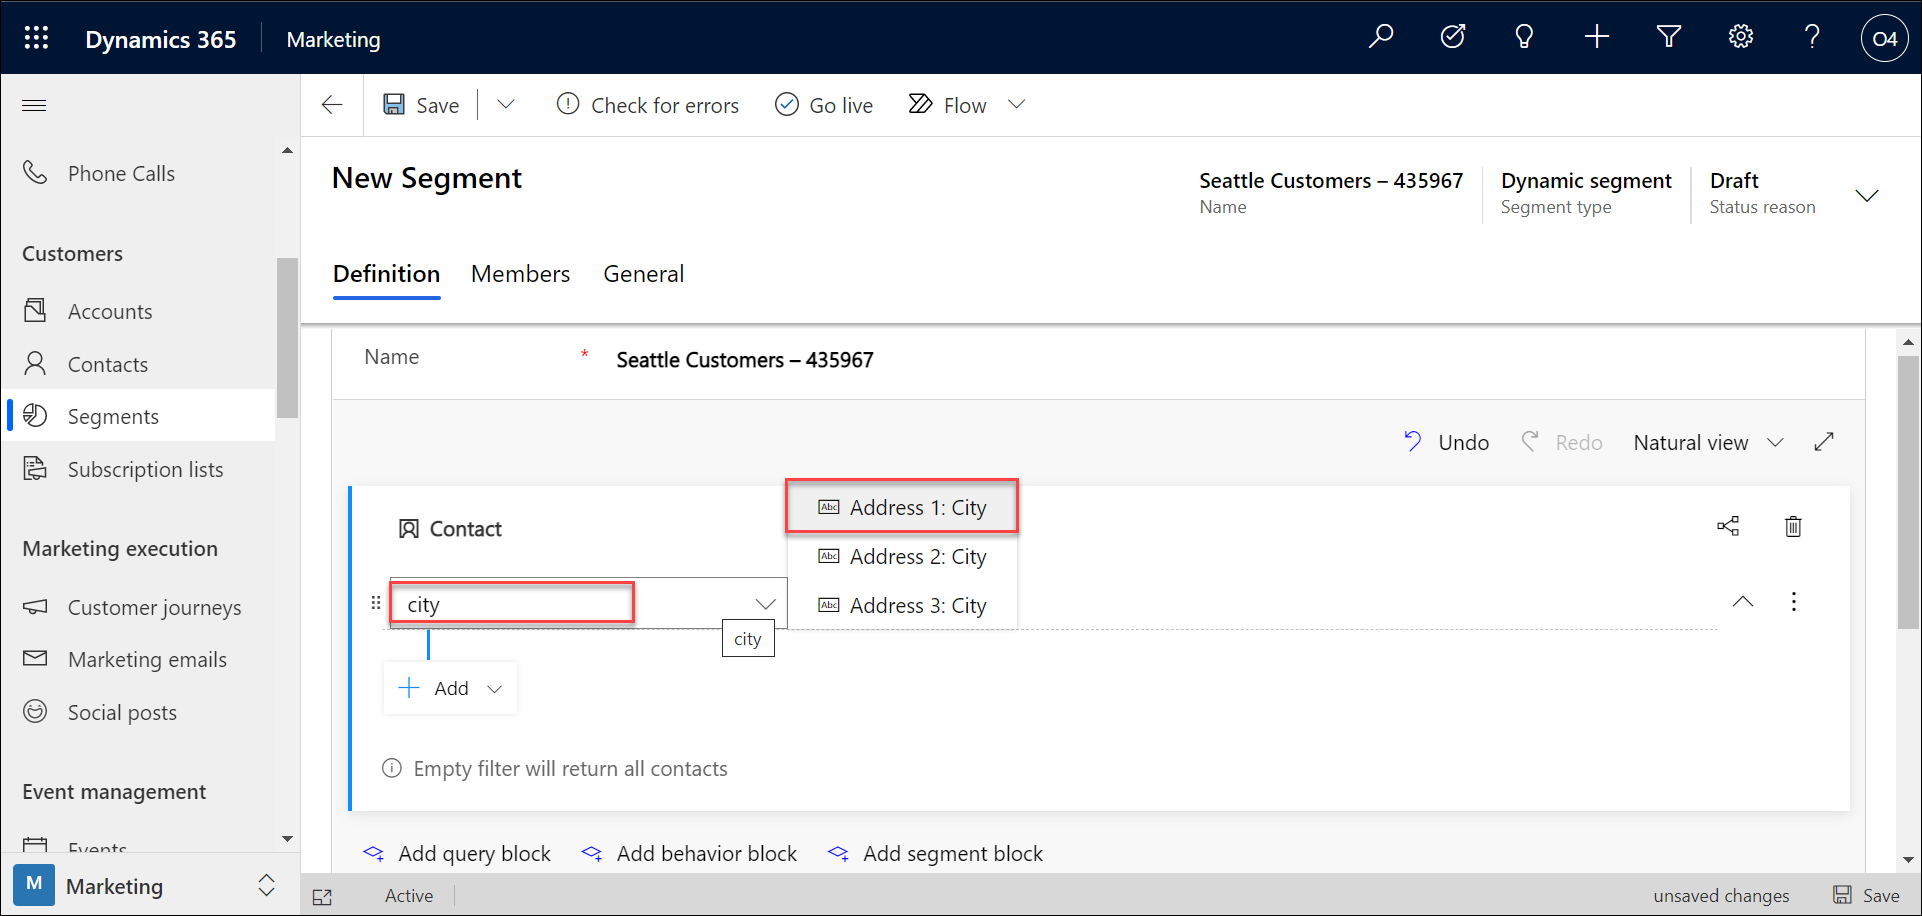 Dynamics 365
Marketing
O4
Save
Check for errors
Go live
Flow
Phone Calls
Customers
Accounts
Contacts
Segments
Subscription lists
Marketing execution
Customer journeys
Marketing emails
Social posts
Event management
Events
M
Marketing
New Segment
Seattle Customers – 435967
Name
Dynamic segment
Segment type
Draft
Status reason
Definition
Members
General
Name
*
Seattle Customers – 435967
Undo
Redo
Natural view
Contact
Abc Address 1: City
Abc Address 2: City
Abc Address 3: City
city
city
Add
Empty filter will return all contacts
Add query block
Add behavior block
Add segment block
Active
unsaved changes
Save